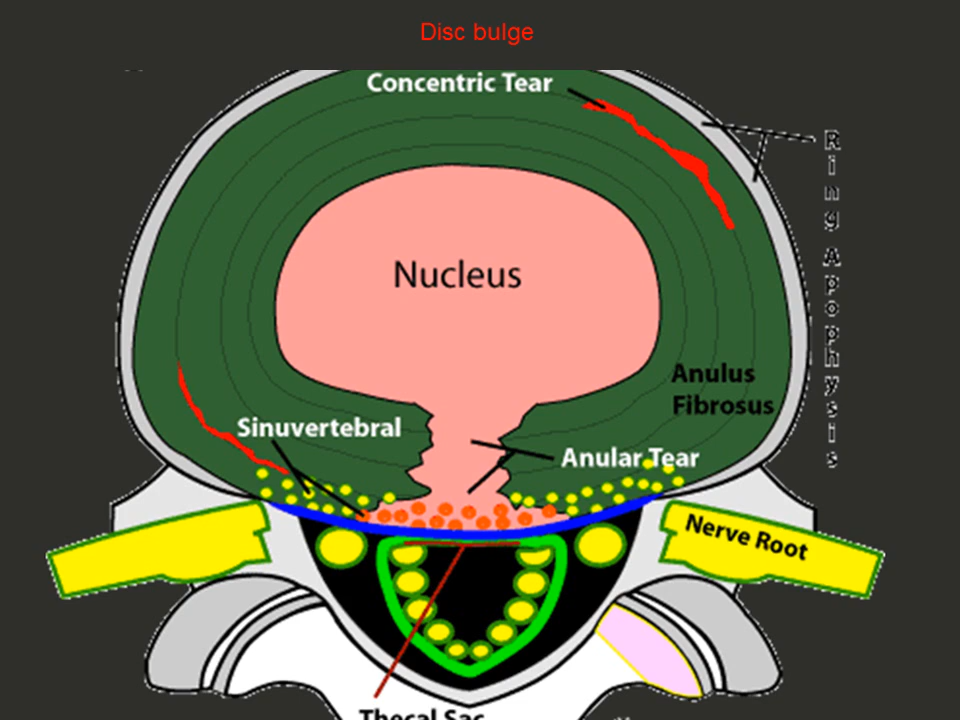 Disc bulge
Concentric Tear
Ring Apophysis
Nucleus
Anulus
Fibrosus
Sinuvertebral
Anular Tear
Nerve Root
Thecal Sac